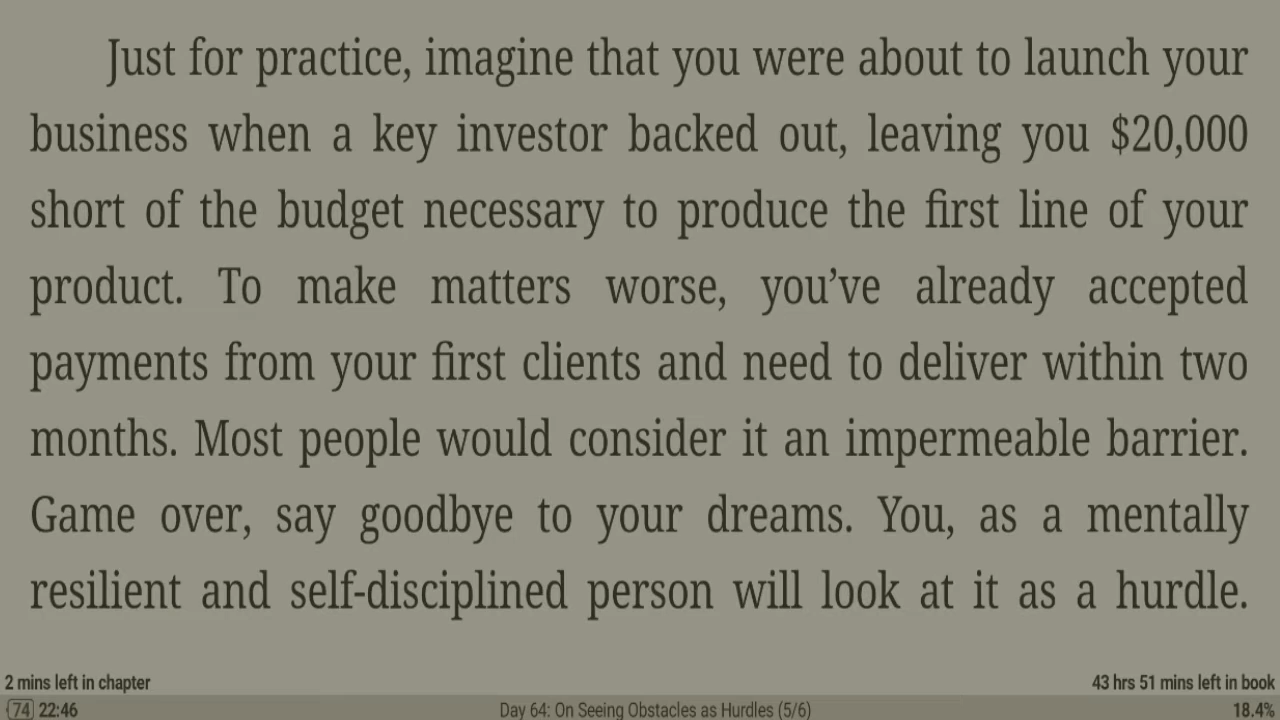 Just for practice, imagine that you were about to launch your
business when a key investor backed out, leaving you $20,000
short of the budget necessary to produce the first line of your
product. To make matters worse, you’ve already accepted
payments from your first clients and need to deliver within two
months. Most people would consider it an impermeable barrier.
Game over, say goodbye to your dreams. You, as a mentally
resilient and self-disciplined person will look at it as a hurdle.
2 mins left in chapter 43 hrs 51 mins left in book
74 22:46 Day 64: On Seeing Obstacles as Hurdles (5/6) 18.4%